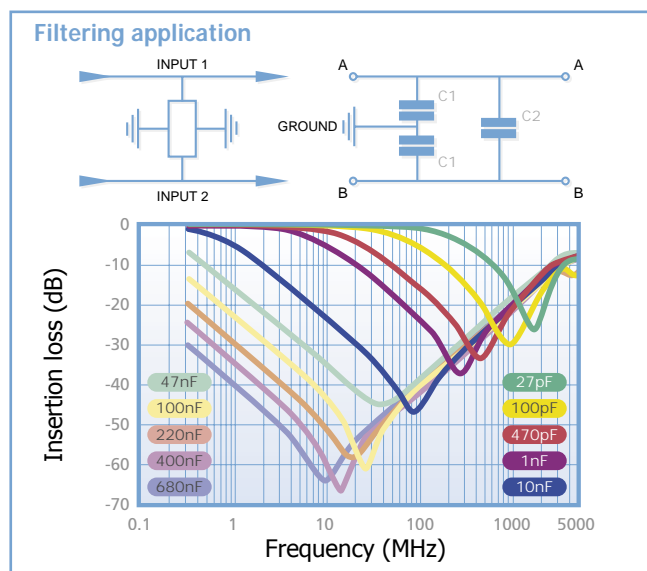 Filtering application
INPUT 1
INPUT 2
GROUND
A
A
C1
C2
C1
B
B
Insertion loss (dB)
0
-10
-20
-30
-40
-50
-60
-70
47nF
100nF
220nF
400nF
680nF
27pF
100pF
470pF
1nF
10nF
0.1
1
10
100
1000
5000
Frequency (MHz)